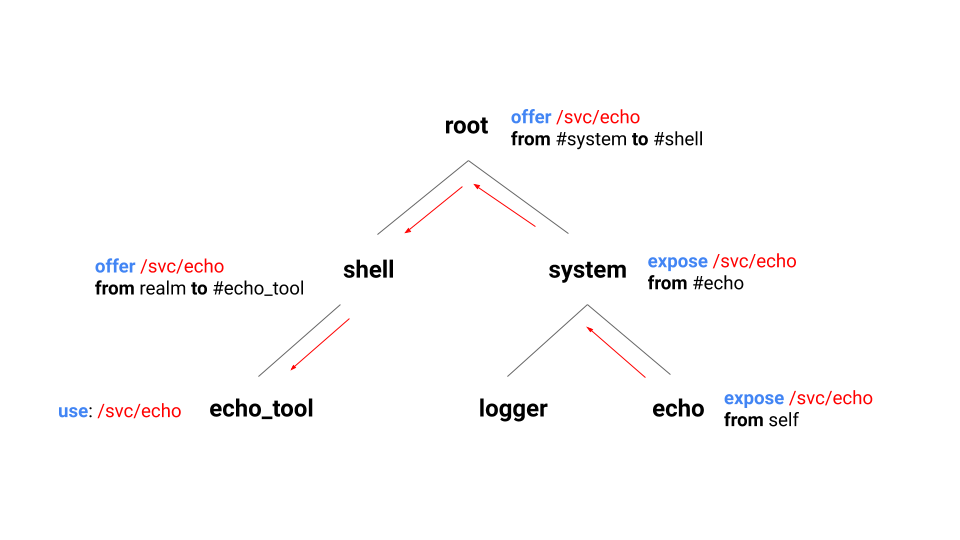 root
offer /svc/echo
from #system to #shell
offer /svc/echo
from realm to #echo_tool
shell
system
expose /svc/echo
from #echo
use: /svc/echo
echo_tool
logger
echo
expose /svc/echo
from self